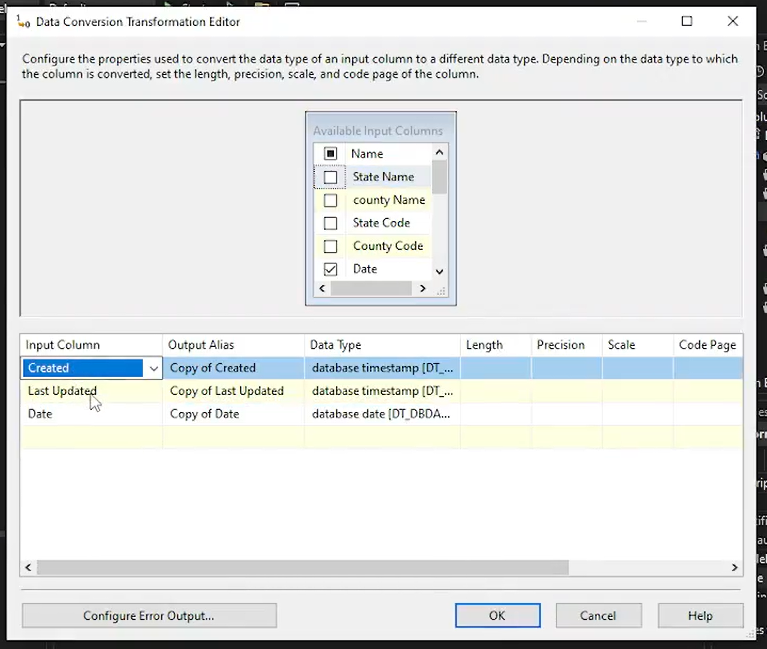 Data Conversion Transformation Editor
Configure the properties used to convert the data type of an input column to a different data type. Depending on the data type to which
the column is converted, set the length, precision, scale, and code page of the column.
Available Input Columns
Name
State Name
county Name
State Code
County Code
Date
Input Column Output Alias Data Type Length Precision Scale Code Page
Created Copy of Created database timestamp [DT_...
Last Updated Copy of Last Updated database timestamp [DT_...
Date Copy of Date database date [DT_DBDA...
Configure Error Output... OK Cancel Help